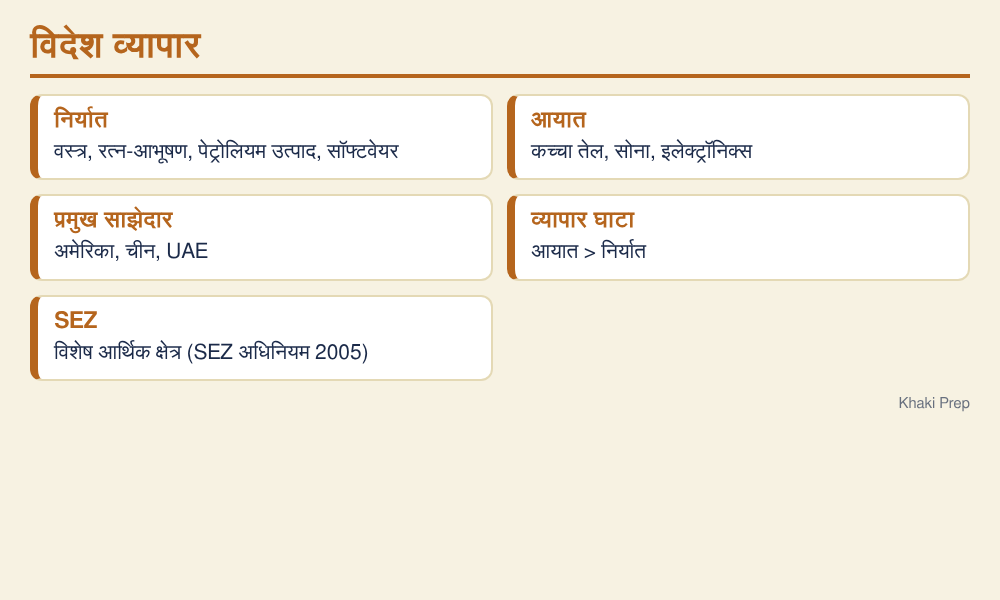 विदेश व्यापार
निर्यात
वस्त्र, रत्न-आभूषण, पेट्रोलियम उत्पाद, सॉफ्टवेयर
आयात
कच्चा तेल, सोना, इलेक्ट्रॉनिक्स
प्रमुख साझेदार
अमेरिका, चीन, UAE
व्यापार घाटा
आयात > निर्यात
SEZ
विशेष आर्थिक क्षेत्र (SEZ अधिनियम 2005)
Khaki Prep